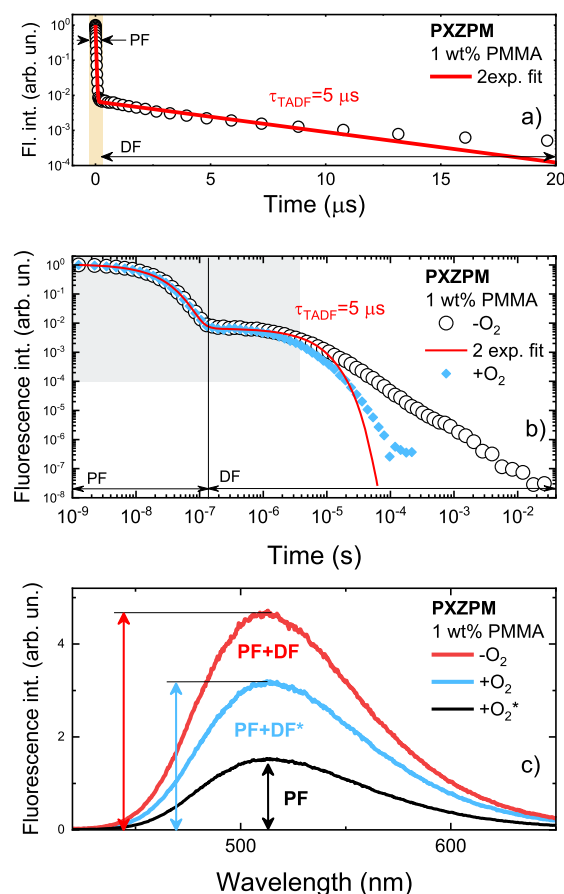 PXZPM
1 wt% PMMA
2exp. fit
PF
τTADF=5 μs
a)
DF
Fl. int. (arb. un.)
10^0
10^-1
10^-2
10^-3
10^-4
0 5 10 15 20
Time (μs)
PXZPM
1 wt% PMMA
-O2
2 exp. fit
+O2
τTADF=5 μs
b)
PF DF
Fluorescence int. (arb. un.)
10^0
10^-1
10^-2
10^-3
10^-4
10^-5
10^-6
10^-7
10^-8
10^-9 10^-8 10^-7 10^-6 10^-5 10^-4 10^-3 10^-2
Time (s)
PXZPM
1 wt% PMMA
-O2
+O2
+O2*
PF+DF
PF+DF*
PF
c)
Fluorescence int. (arb. un.)
4
2
0
500 600
Wavelength (nm)